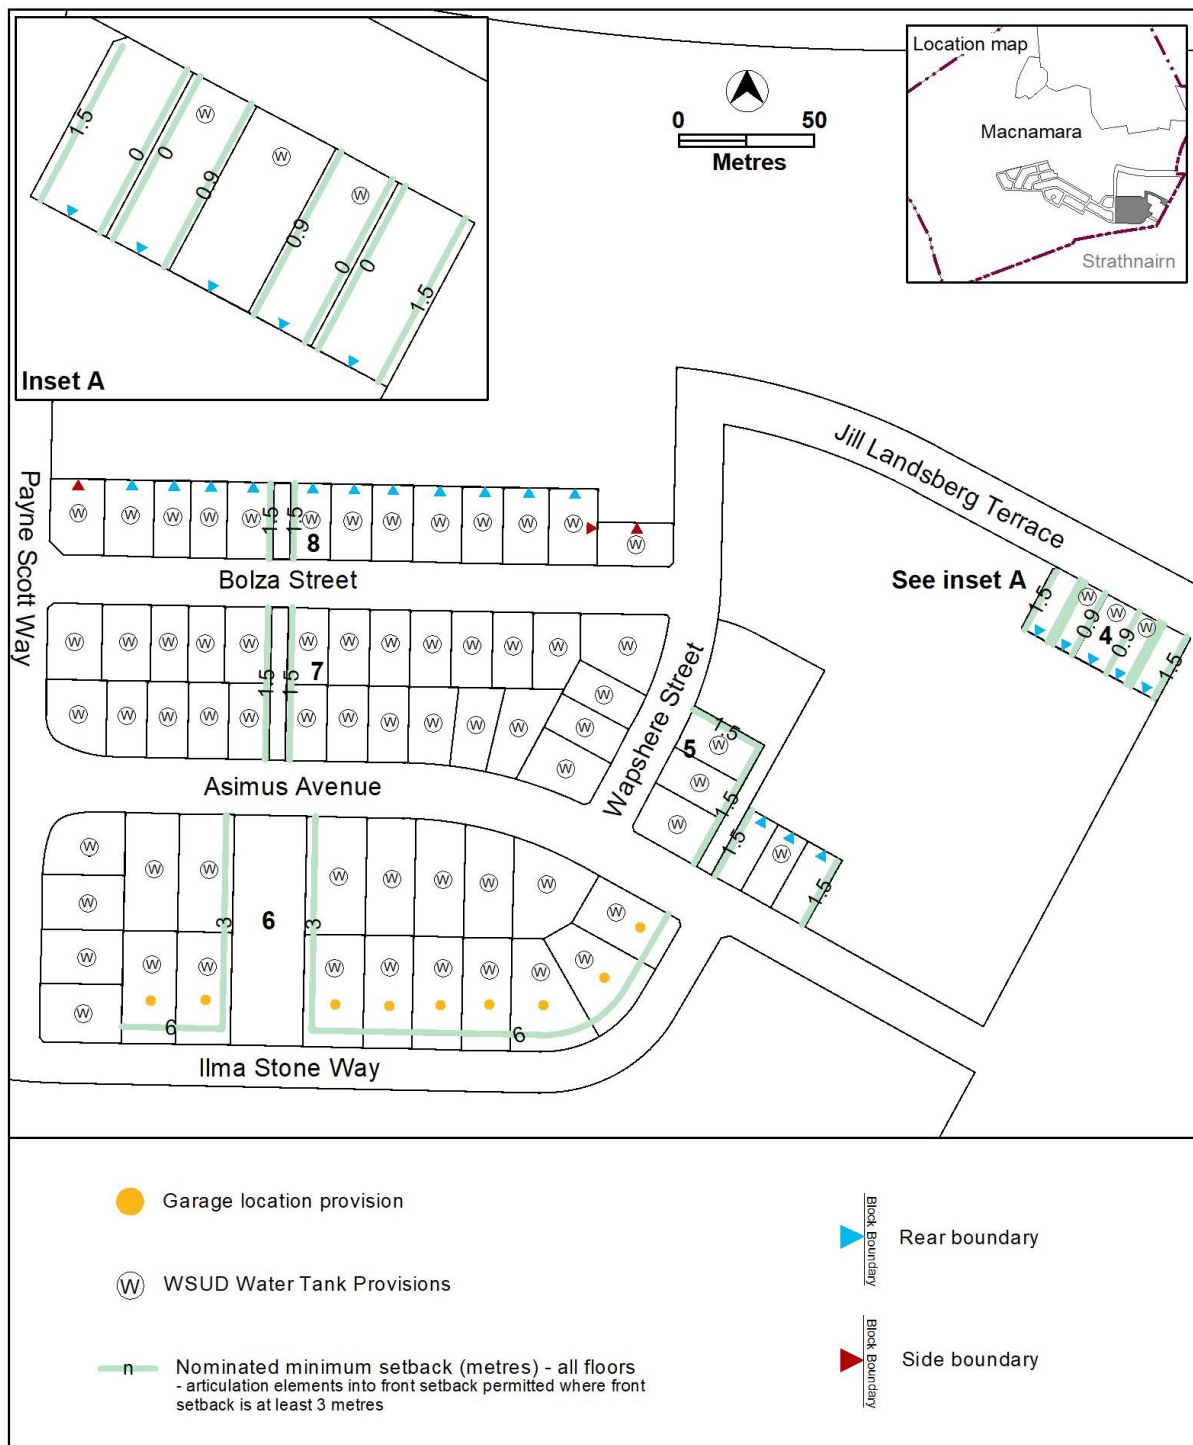 1.5
0
0
0.9
0.9
0
0
1.5
W
W
W
Inset A
0
50
Metres
Location map
Macnamara
Strathnairn
Jill Landsberg Terrace
See inset A
1.5
0.9
0.9
1.5
W
W
W
4
Payne Scott Way
W
W
W
W
W
1.5
1.5
W
W
W
W
W
W
W
W
8
Bolza Street
W
W
W
W
W
1.5
1.5
W
W
W
W
W
W
W
7
W
W
W
W
W
W
W
W
W
W
W
W
W
W
Asimus Avenue
Wapshere Street
1.5
5
W
W
W
1.5
1.5
W
1.5
W
W
W
W
W
W
W
W
3
6
3
W
W
W
W
W
W
W
W
W
W
W
W
W
6
6
Ilma Stone Way
Garage location provision
W
WSUD Water Tank Provisions
n
Nominated minimum setback (metres) - all floors
- articulation elements into front setback permitted where front
setback is at least 3 metres
Block Boundary
Rear boundary
Block Boundary
Side boundary